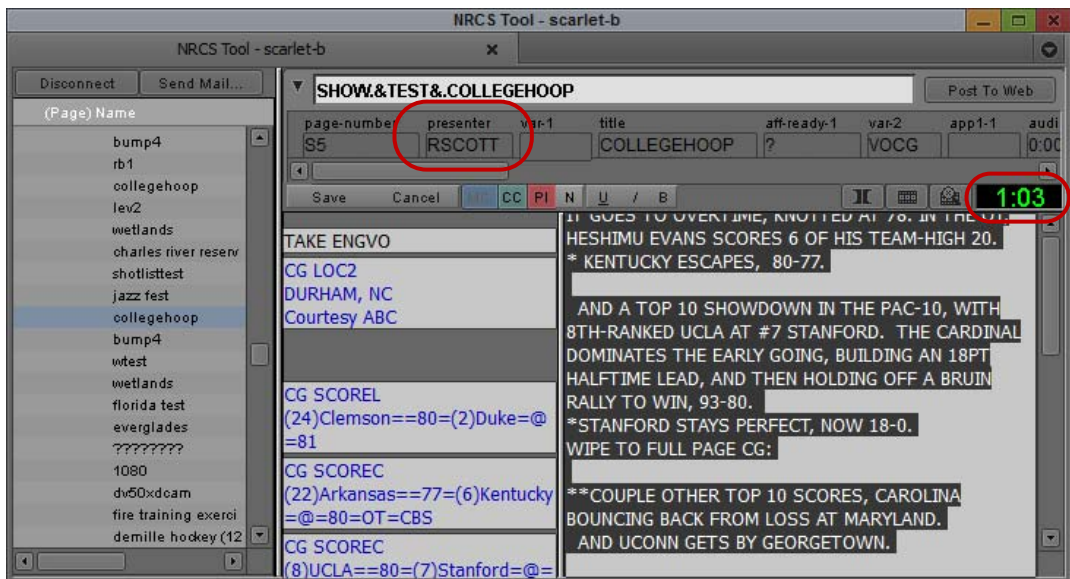 NRCS Tool - scarlet-b
NRCS Tool - scarlet-b
Disconnect
Send Mail...
(Page) Name
bump4
rb1
collegehoop
lev2
wetlands
charles river reserv
shotlisttest
jazz fest
collegehoop
bump4
wtest
wetlands
florida test
everglades
????????
1080
dv50xdcam
fire training exerci
demille hockey (12
SHOW.&TEST&.COLLEGEHOOP
Post To Web
page-number presenter var-1 title aff-ready-1 var-2 app1-1 audi
S5 RSCOTT COLLEGEHOOP ? VOCG 0:00
Save Cancel CC PI N U / B
1:03
TAKE ENGVO
CG LOC2
DURHAM, NC
Courtesy ABC
CG SCOREL
(24)Clemson==80=(2)Duke=@
=81
CG SCOREC
(22)Arkansas==77=(6)Kentucky
=@=80=OT=CBS
CG SCOREC
(8)UCLA==80=(7)Stanford=@=
IT GOES TO OVERTIME, KNOTTED AT 78. IN THE OT,
HESHIMU EVANS SCORES 6 OF HIS TEAM-HIGH 20.
* KENTUCKY ESCAPES, 80-77.
AND A TOP 10 SHOWDOWN IN THE PAC-10, WITH
8TH-RANKED UCLA AT #7 STANFORD. THE CARDINAL
DOMINATES THE EARLY GOING, BUILDING AN 18PT
HALFTIME LEAD, AND THEN HOLDING OFF A BRUIN
RALLY TO WIN, 93-80.
*STANFORD STAYS PERFECT, NOW 18-0.
WIPE TO FULL PAGE CG:
**COUPLE OTHER TOP 10 SCORES, CAROLINA
BOUNCING BACK FROM LOSS AT MARYLAND.
AND UCONN GETS BY GEORGETOWN.